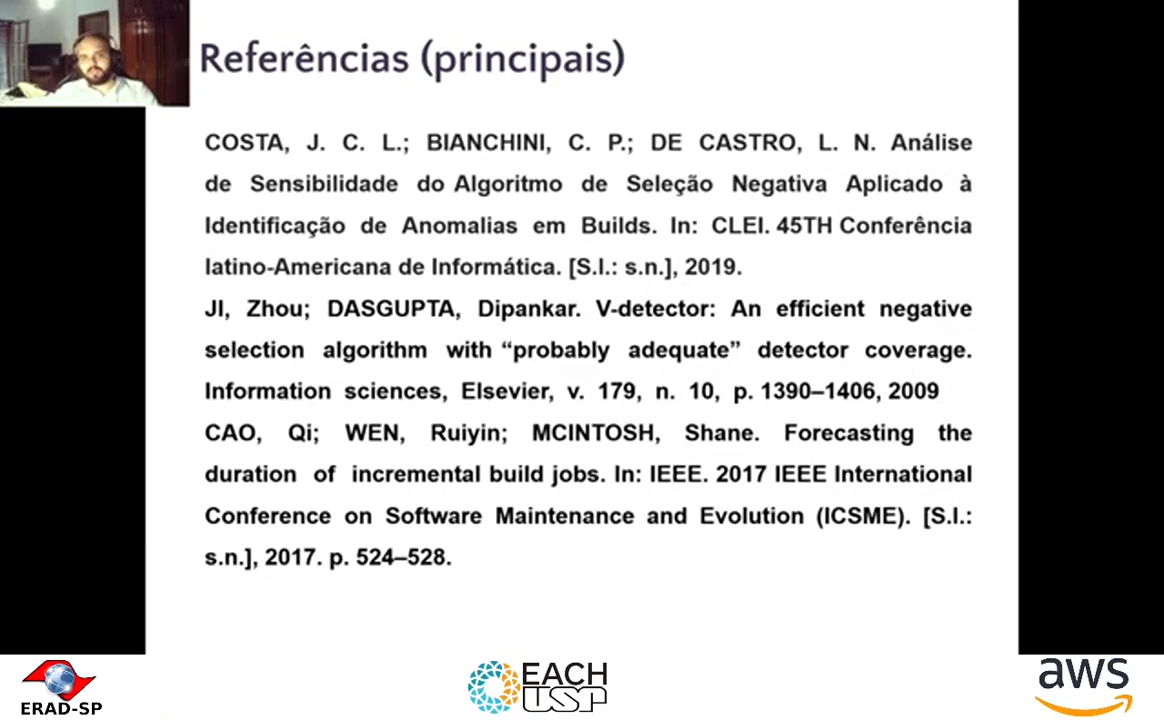 Referências (principais)
COSTA, J. C. L.; BIANCHINI, C. P.; DE CASTRO, L. N. Análise
de Sensibilidade do Algoritmo de Seleção Negativa Aplicado à
Identificação de Anomalias em Builds. In: CLEI. 45TH Conferência
latino-Americana de Informática. [S.l.: s.n.], 2019.
JI, Zhou; DASGUPTA, Dipankar. V-detector: An efficient negative
selection algorithm with “probably adequate” detector coverage.
Information sciences, Elsevier, v. 179, n. 10, p. 1390–1406, 2009
CAO, Qi; WEN, Ruiyin; MCINTOSH, Shane. Forecasting the
duration of incremental build jobs. In: IEEE. 2017 IEEE International
Conference on Software Maintenance and Evolution (ICSME). [S.l.:
s.n.], 2017. p. 524–528.
ERAD-SP
EACH
USP
aws